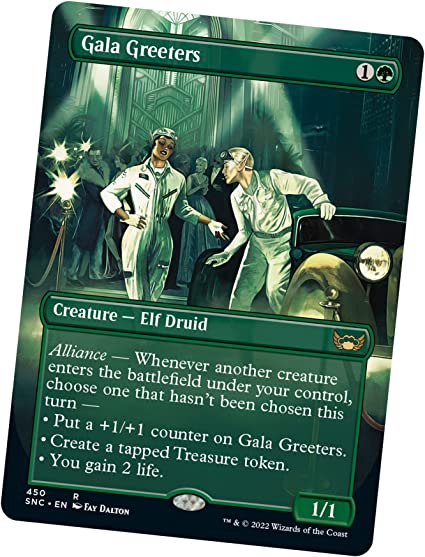 Gala Greeters
1
Creature — Elf Druid
Alliance — Whenever another creature
enters the battlefield under your control,
choose one that hasn't been chosen this
turn —
• Put a +1/+1 counter on Gala Greeters.
• Create a tapped Treasure token.
• You gain 2 life.
1/1
450 R
SNC • EN Fay Dalton
™ & © 2022 Wizards of the Coast